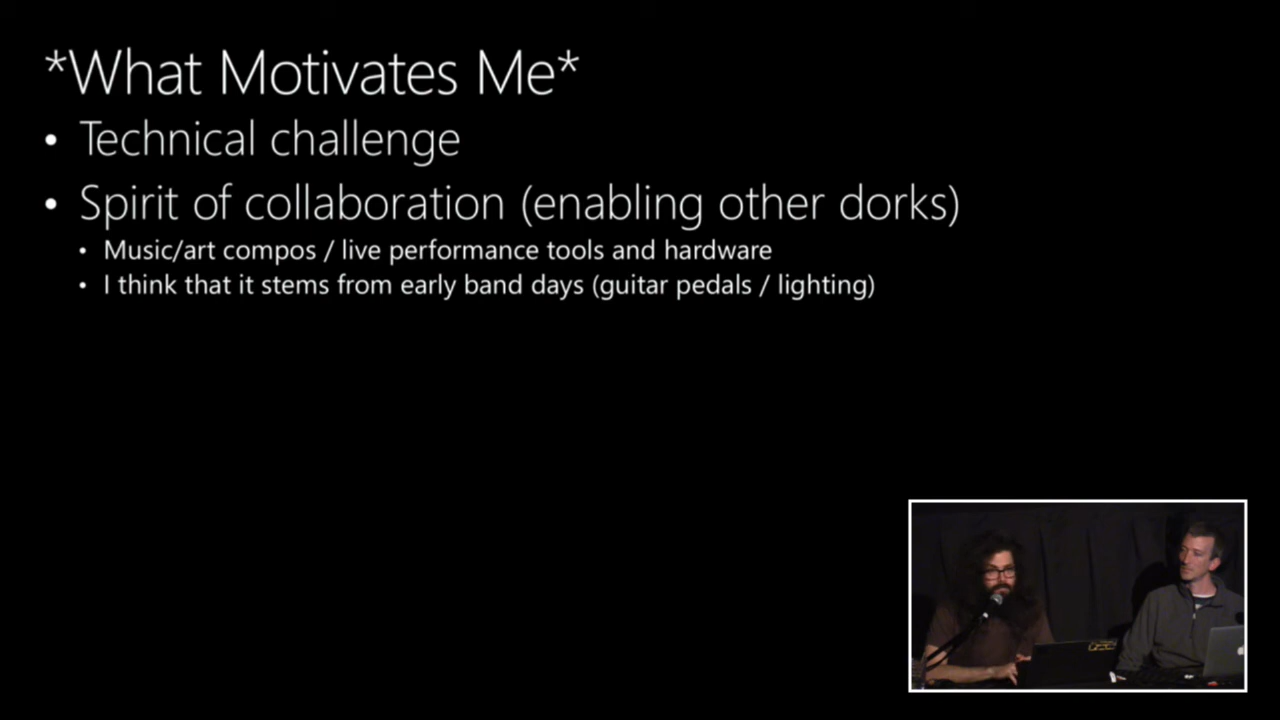 *What Motivates Me*
• Technical challenge
• Spirit of collaboration (enabling other dorks)
• Music/art compos / live performance tools and hardware
• I think that it stems from early band days (guitar pedals / lighting)